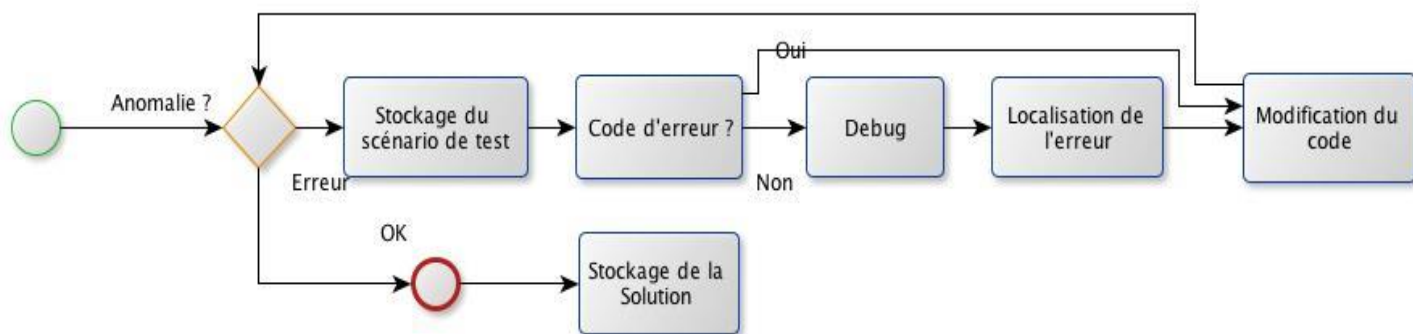 Oui
Anomalie ?
Stockage du
scénario de test
Code d'erreur ?
Debug
Localisation de
l'erreur
Modification du
code
Erreur
Non
OK
Stockage de la
Solution